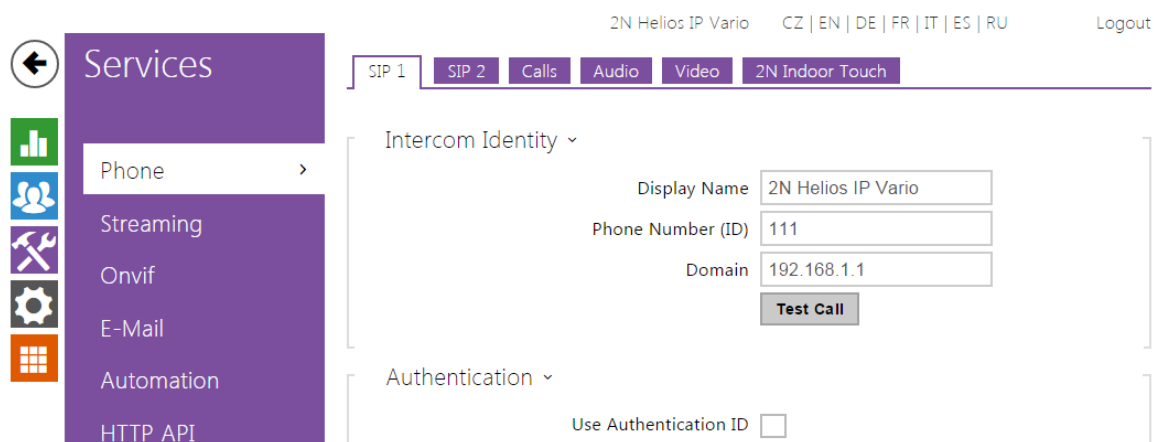 2N Helios IP Vario CZ | EN | DE | FR | IT | ES | RU Logout
Services
SIP 1 SIP 2 Calls Audio Video 2N Indoor Touch
Intercom Identity
Phone
Display Name 2N Helios IP Vario
Streaming
Phone Number (ID) 111
Onvif
Domain 192.168.1.1
Test Call
E-Mail
Automation
Authentication
HTTP API
Use Authentication ID